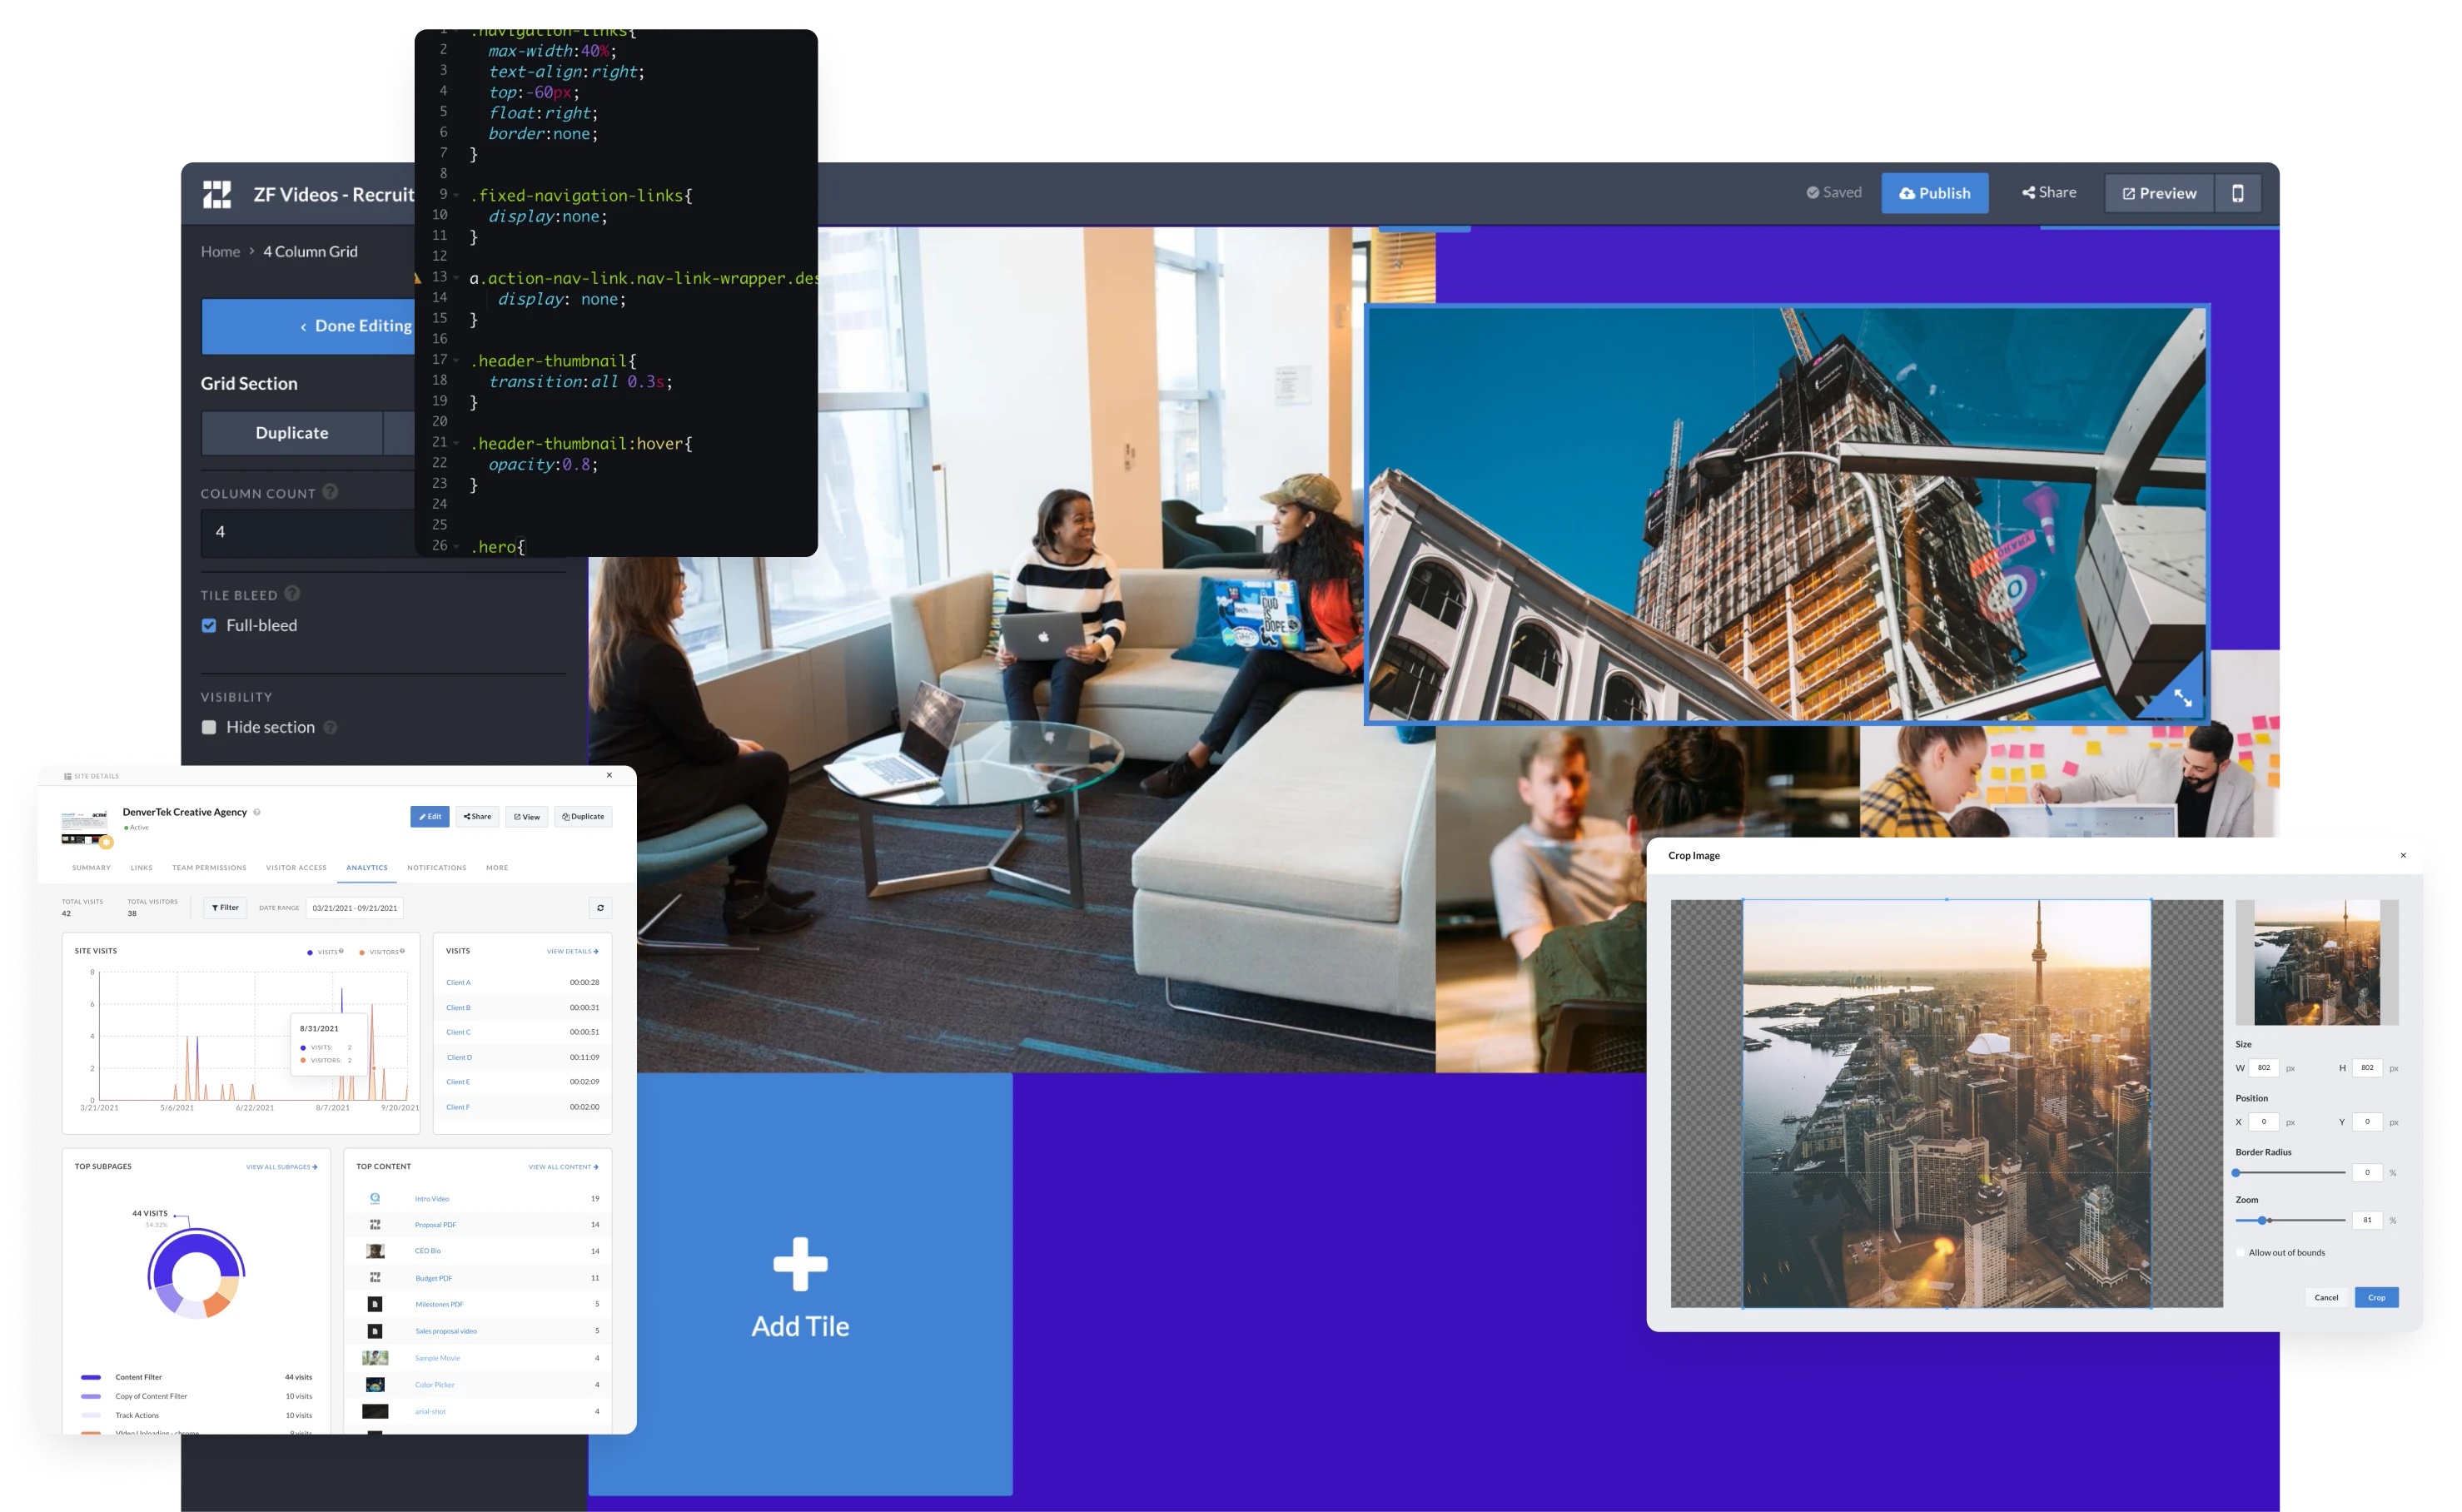 1 .navigation-links{
2 max-width:40%;
3 text-align:right;
4 top:-60px;
5 float:right;
6 border:none;
7 }
8
9 .fixed-navigation-links{
10 display:none;
11 }
12
13 a.action-nav-link.nav-link-wrapper.des
14 display: none;
15 }
16
17 .header-thumbnail{
18 transition:all 0.3s;
19 }
20
21 .header-thumbnail:hover{
22 opacity:0.8;
23 }
24
25
26 .hero{
ZF Videos - Recruit
Saved
Publish
Share
Preview
Home > 4 Column Grid
< Done Editing
Grid Section
Duplicate
COLUMN COUNT ?
4
TILE BLEED ?
Full-bleed
VISIBILITY
Hide section ?
GOD IS DOPE
SITE DETAILS
×
DenverTek Creative Agency ?
Active
acme
Edit
Share
View
Duplicate
SUMMARY LINKS TEAM PERMISSIONS VISITOR ACCESS ANALYTICS NOTIFICATIONS MORE
TOTAL VISITS
42
TOTAL VISITORS
38
Filter
DATE RANGE
03/21/2021 - 09/21/2021
SITE VISITS
VISITS
VISITORS
8
6
4
2
0
3/21/2021 5/6/2021 6/22/2021 8/7/2021 9/20/2021
8/31/2021
VISITS: 2
VISITORS: 2
VISITS
VIEW DETAILS
Client A 00:00:28
Client B 00:00:31
Client C 00:00:51
Client D 00:11:09
Client E 00:02:09
Client F 00:02:00
TOP SUBPAGES
VIEW ALL SUBPAGES
44 VISITS
54.32%
Content Filter 44 visits
Copy of Content Filter 10 visits
Track Actions 10 visits
Video Uploading - chrome 9 visits
TOP CONTENT
VIEW ALL CONTENT
Intro Video 19
Proposal PDF 14
CEO Bio 14
Budget PDF 11
Milestones PDF 5
Sales proposal video 5
Sample Movie 4
Color Picker 4
arial-shot 4
Add Tile
Crop Image
×
Size
W 802 px H 802 px
Position
X 0 px Y 0 px
Border Radius
0 %
Zoom
81 %
Allow out of bounds
Cancel
Crop